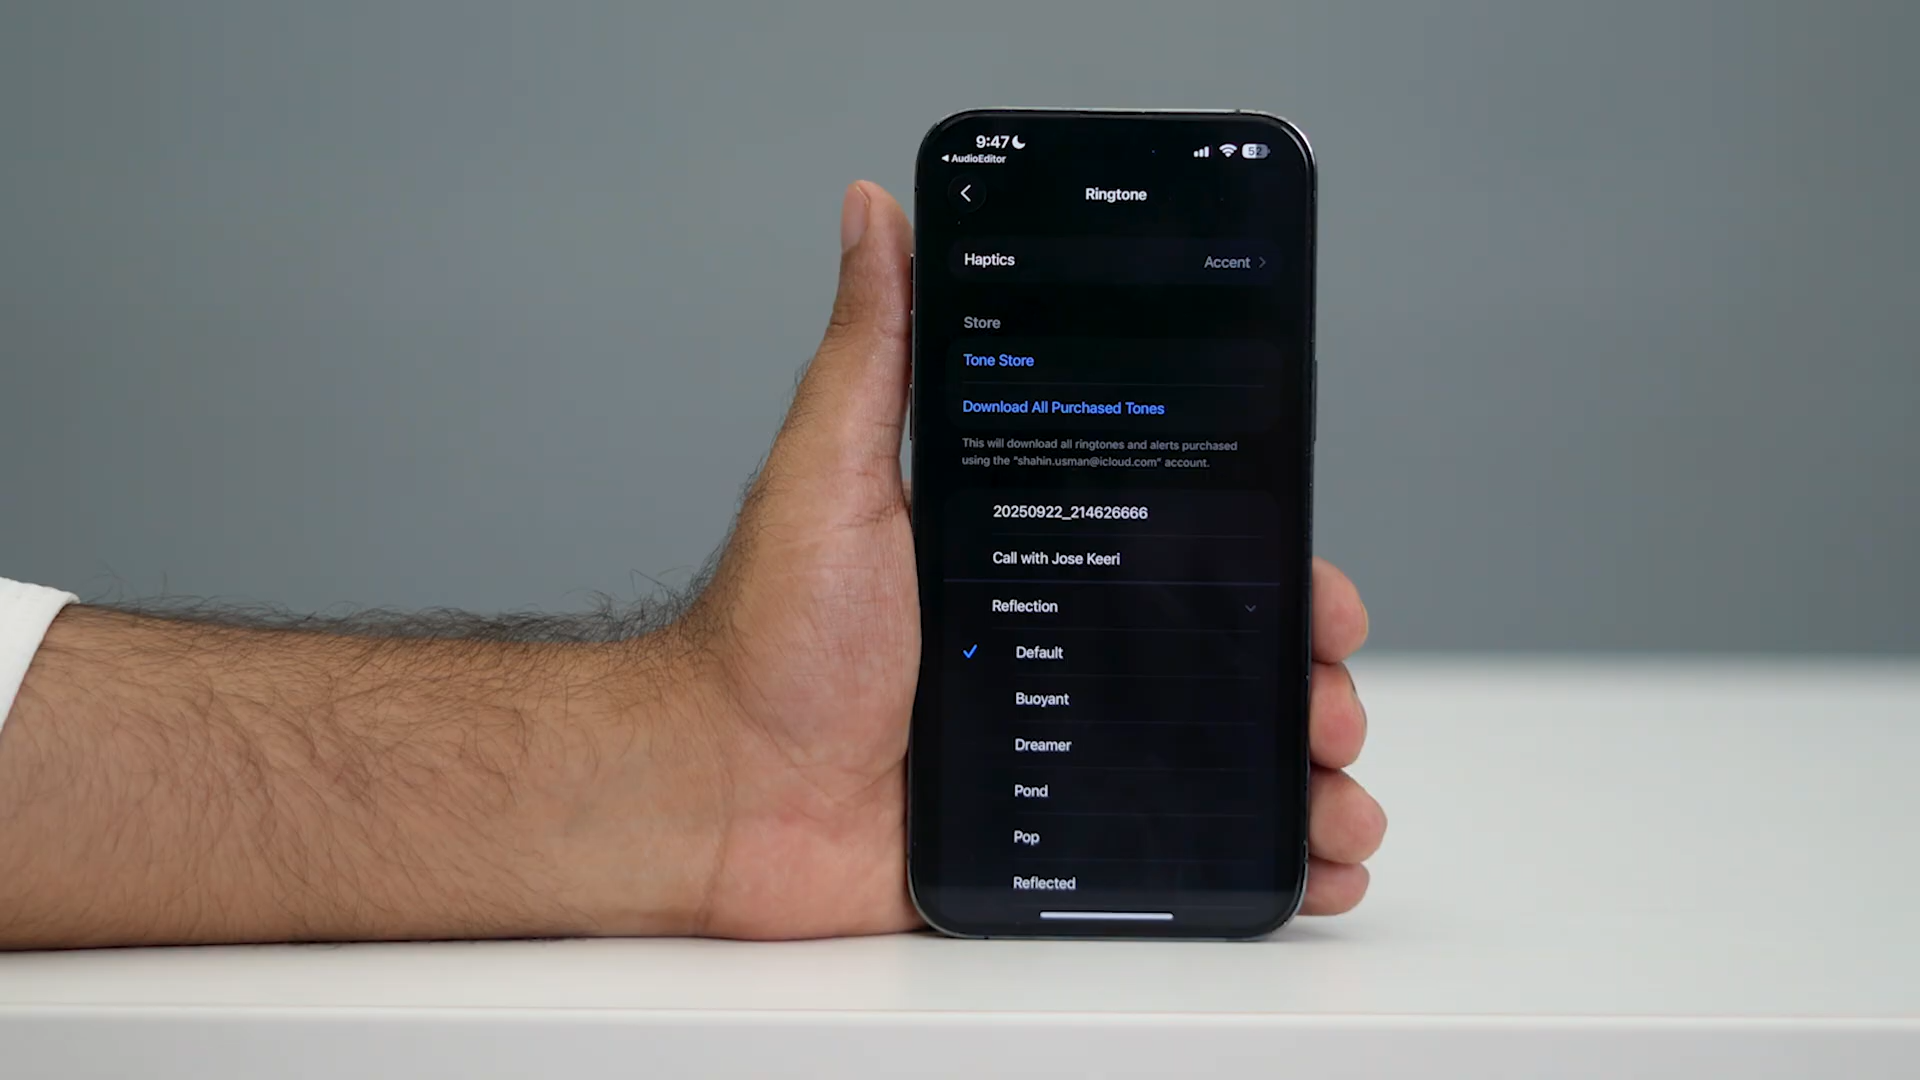 9:47
52
◀ AudioEditor
Ringtone
Haptics
Accent
Store
Tone Store
Download All Purchased Tones
This will download all ringtones and alerts purchased
using the “shahin.usman@icloud.com” account.
20250922_214626666
Call with Jose Keeri
Reflection
Default
Buoyant
Dreamer
Pond
Pop
Reflected